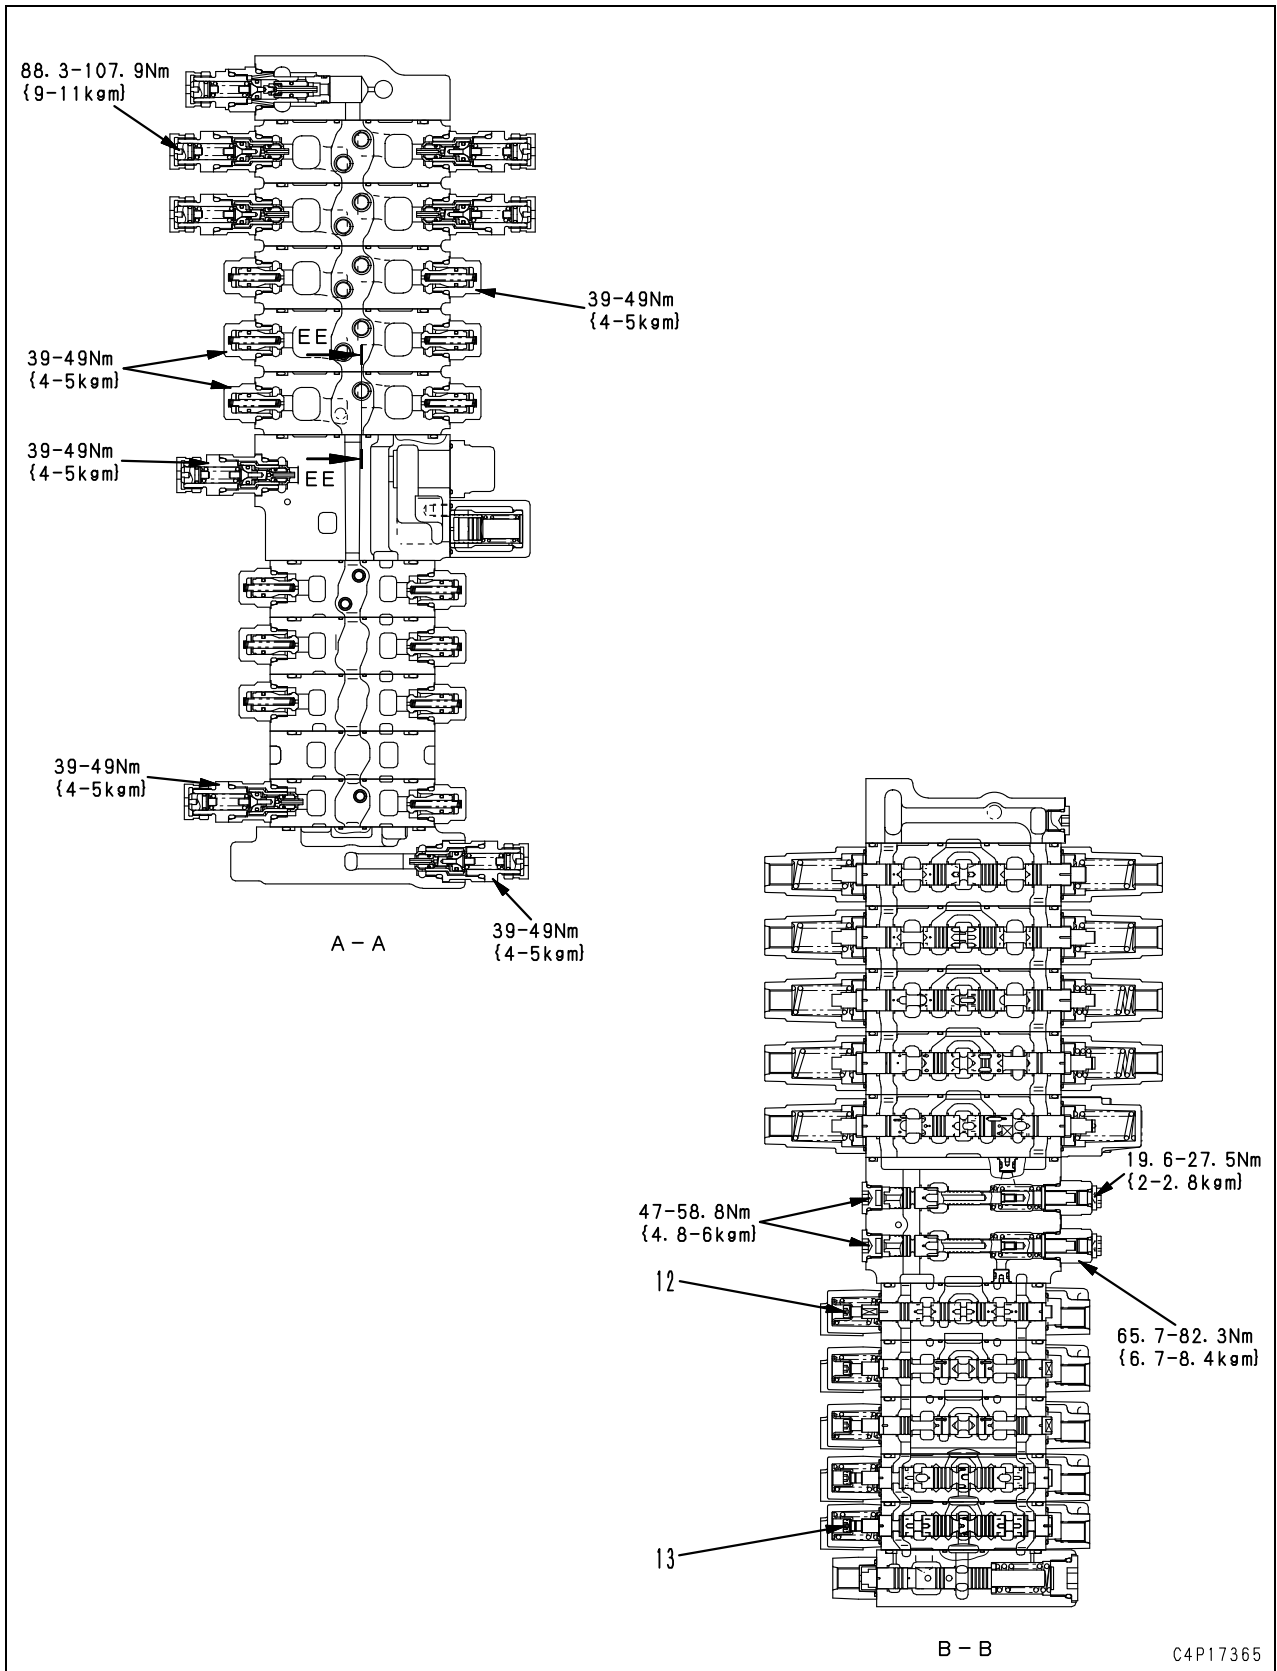 88.3-107.9Nm
{9-11kgm}
39-49Nm
{4-5kgm}
EE
39-49Nm
{4-5kgm}
39-49Nm
{4-5kgm}
EE
39-49Nm
{4-5kgm}
39-49Nm
{4-5kgm}
A-A
19.6-27.5Nm
{2-2.8kgm}
47-58.8Nm
{4.8-6kgm}
12
65.7-82.3Nm
{6.7-8.4kgm}
13
B-B
C4P17365